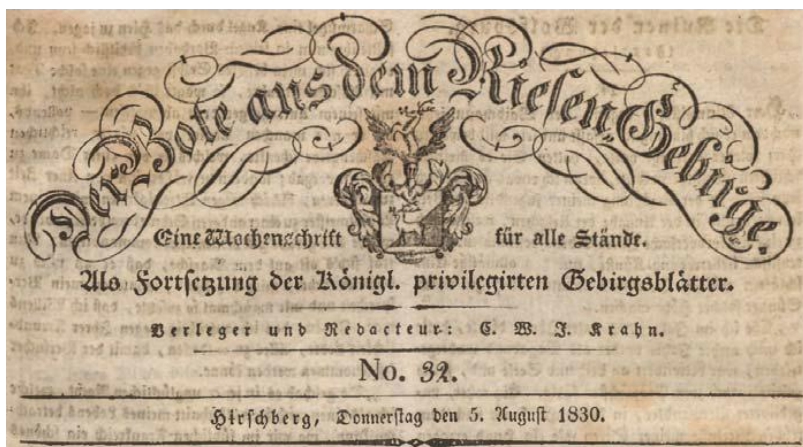 Der Bote aus dem Riesen-Gebirge.
Eine Wochenschrift für alle Stände.
Als Fortsetzung der Königl. privilegirten Gebirgsblätter.
Verleger und Redacteur: C. W. J. Krahn.
No. 32.
Hirschberg, Donnerstag den 5. August 1830.